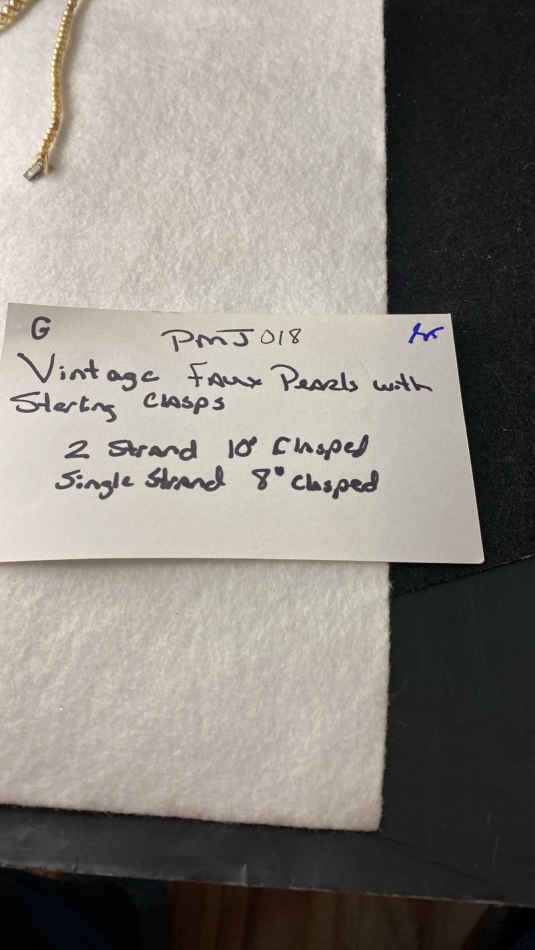 G PMJ018
Vintage Faux Pearls with
Sterling Clasps
2 Strand 10" Clasped
Single Strand 8" Clasped